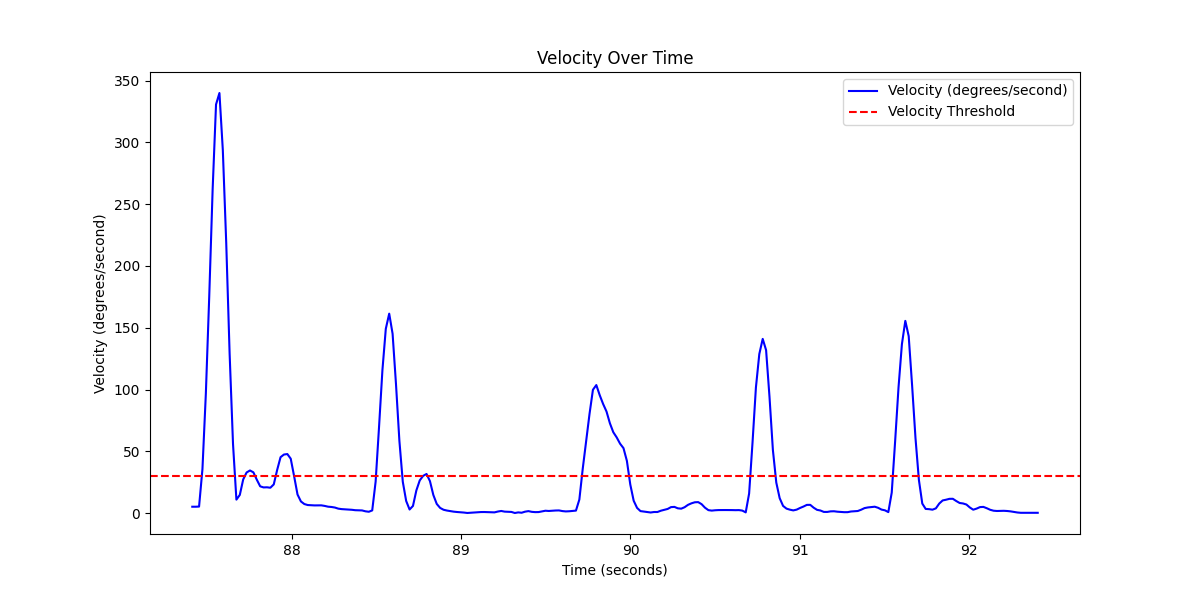 Velocity Over Time
Velocity (degrees/second)
Velocity Threshold
350
300
250
200
150
100
50
0
Velocity (degrees/second)
88
89
90
91
92
Time (seconds)